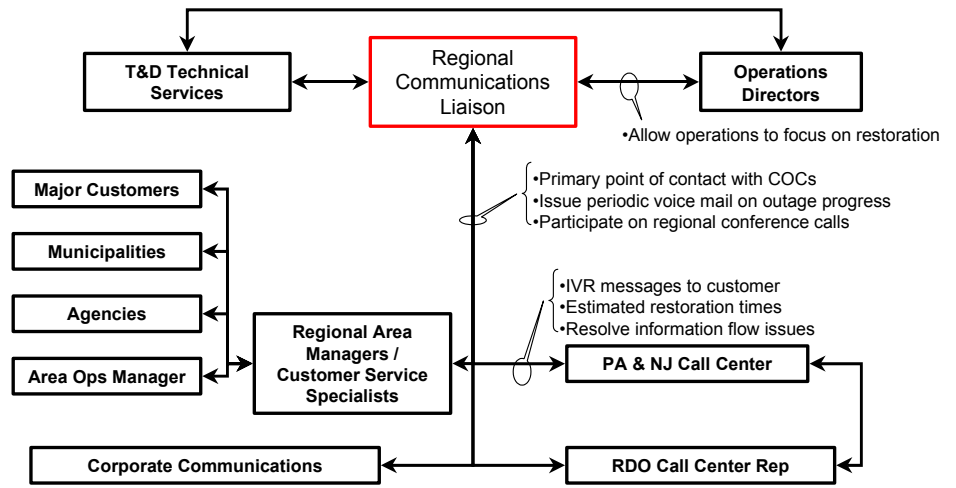 T&D Technical
Services
Regional
Communications
Liaison
Operations
Directors
•Allow operations to focus on restoration
Major Customers
•Primary point of contact with COCs
•Issue periodic voice mail on outage progress
•Participate on regional conference calls
Municipalities
Agencies
•IVR messages to customer
•Estimated restoration times
•Resolve information flow issues
Regional Area
Managers /
Customer Service
Specialists
Area Ops Manager
PA & NJ Call Center
Corporate Communications
RDO Call Center Rep